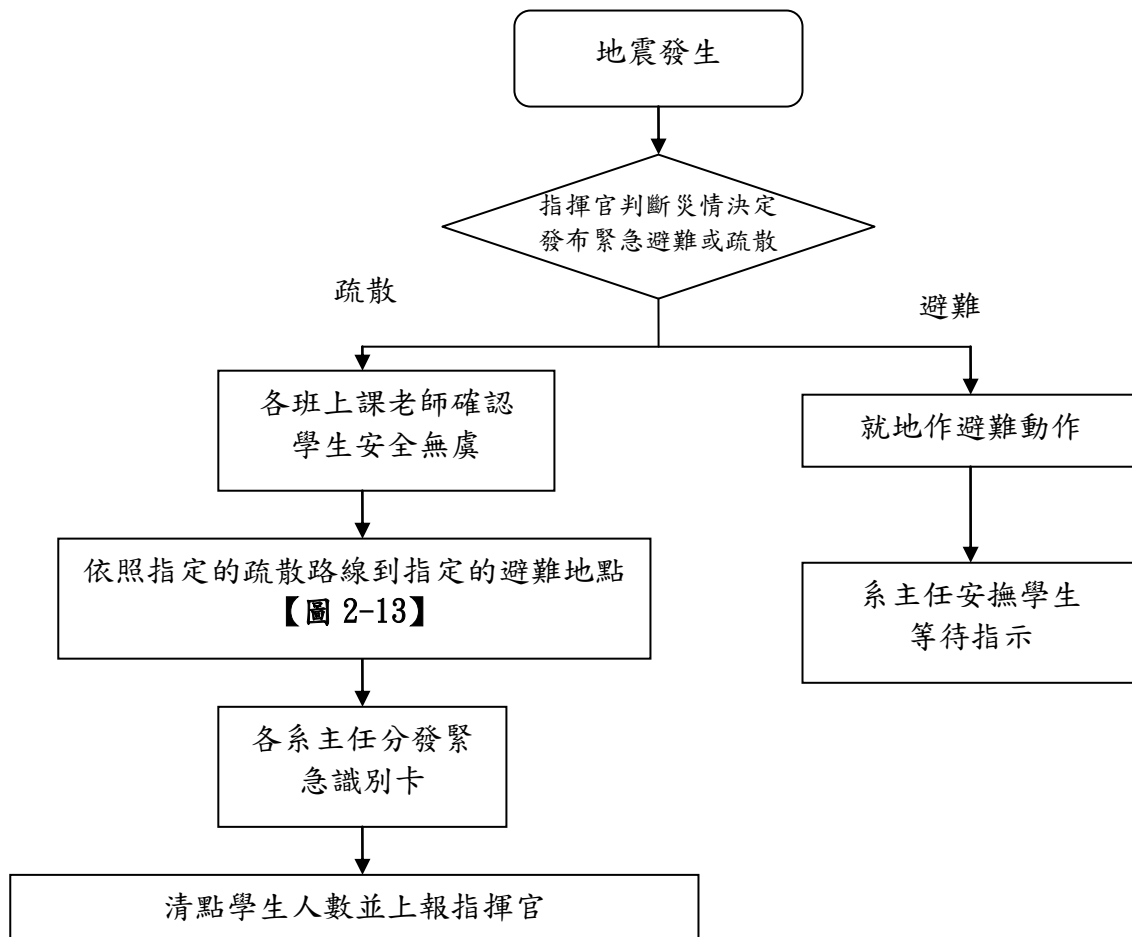 地震發生
指揮官判斷災情決定
發布緊急避難或疏散
疏散
避難
各班上課老師確認
學生安全無虞
就地作避難動作
依照指定的疏散路線到指定的避難地點
【圖 2-13】
系主任安撫學生
等待指示
各系主任分發緊
急識別卡
清點學生人數並上報指揮官